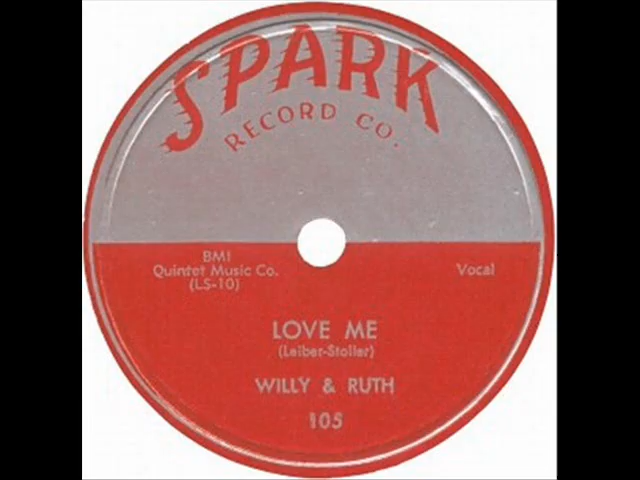 SPARK
RECORD CO.
BMI
Quintet Music Co.
(LS-10)
Vocal
LOVE ME
(Leiber-Stoller)
WILLY & RUTH
105